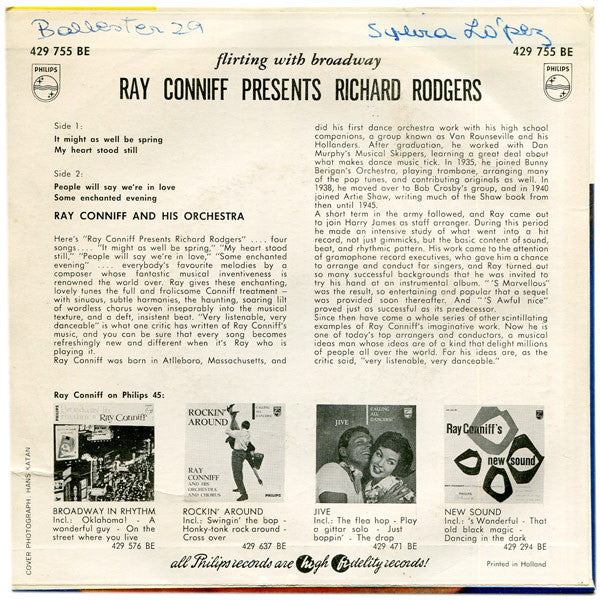 Ballester 29
Sylvia López
429 755 BE
429 755 BE
PHILIPS
PHILIPS
flirting with broadway
RAY CONNIFF PRESENTS RICHARD RODGERS
Side 1:
It might as well be spring
My heart stood still
Side 2:
People will say we're in love
Some enchanted evening
RAY CONNIFF AND HIS ORCHESTRA
Here's "Ray Conniff Presents Richard Rodgers" .... four
songs.... "It might as well be spring," "My heart stood
still," "People will say we're in love," "Some enchanted
evening" .... everybody's favourite melodies by a
composer whose fantastic musical inventiveness is
renowned the world over. Ray gives these enchanting,
lovely tunes the full and frolicsome Conniff treatment –
with sinuous, subtle harmonies, the haunting, soaring lilt
of wordless chorus woven inseparably into the musical
texture, and a deft, insistent beat. "Very listenable, very
danceable" is what one critic has written of Ray Conniff's
music, and you can be sure that every song becomes
refreshingly new and different when it's Ray who is
playing it.
Ray Conniff was born in Atlleboro, Massachusetts, and
did his first dance orchestra work with his high school
companions, a group known as Van Rounseville and his
Hollanders. After graduation, he worked with Dan
Murphy's Musical Skippers, learning a great deal about
what makes dance music tick. In 1935, he joined Bunny
Berigan's Orchestra, playing trombone, arranging many
of the pop tunes, and contributing originals as well. In
1938, he moved over to Bob Crosby's group, and in 1940
joined Artie Shaw, writing much of the Shaw book from
then until 1945.
A short term in the army followed, and Ray came out
to join Harry James as staff arranger. During this period
he made an intensive study of what went into a hit
record, not just gimmicks, but the basic content of sound,
beat, and rhythmic pattern. His work came to the attention
of gramophone record executives, who gave him a chance
to arrange and conduct for singers, and Ray turned out
so many successful backgrounds that he was invited to
try his hand at an instrumental album. "'S Marvellous"
was the result, so entertaining and popular that a sequel
was provided soon thereafter. And "'S Awful nice"
proved just as successful as its predecessor.
Since then have come a whole series of other scintillating
examples of Ray Conniff's imaginative work. Now he is
one of today's top arrangers and conductors, a musical
ideas man whose ideas are of a kind that delight millions
of people all over the world. For his ideas are, as the
critic said, "very listenable, very danceable."
Ray Conniff on Philips 45:
Broadway in
rhythm
Ray Conniff
ROCKIN'
AROUND
CALLING
ALL
DANCERS!
RAY
CONNIFF
AND HIS
ORCHESTRA
AND CHORUS
PHILIPS
JIVE
CALLING
ALL
DANCERS!
Ray Conniff's
new sound
BROADWAY IN RHYTHM
Incl.: Oklahoma! - A
wonderful guy - On the
street where you live
429 576 BE
ROCKIN' AROUND
Incl.: Swingin' the bop -
Honky-tonk rock around -
Cross over
429 637 BE
JIVE
Incl.: The flea hop - Play
a gittar solo - Just
boppin' - The drop
429 471 BE
NEW SOUND
Incl.: 's Wonderful - That
old black magic -
Dancing in the dark
429 294 BE
all Philips records are high fidelity records!
Printed in Holland
COVER PHOTOGRAPH: HANS KATAN